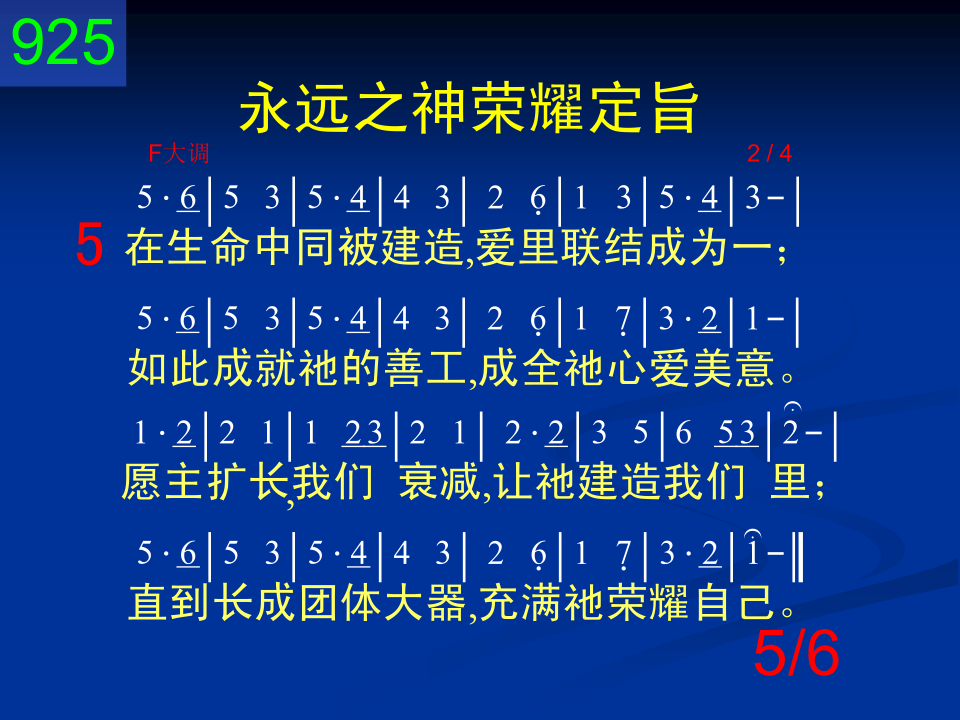 925
永远之神荣耀定旨
F大调 2 / 4
5 · 6 | 5 3 | 5 · 4 | 4 3 | 2 6̣ | 1 3 | 5 · 4 | 3 – |
5 在生命中同被建造,爱里联结成为一；
5 · 6 | 5 3 | 5 · 4 | 4 3 | 2 6̣ | 1 7̣ | 3 · 2 | 1 – |
如此成就祂的善工,成全祂心爱美意。
1 · 2 | 2 1 | 1 2 3 | 2 1 | 2 · 2 | 3 5 | 6 5 3 | 2 – |
愿主扩长,我们 衰减,让祂建造我们 里；
5 · 6 | 5 3 | 5 · 4 | 4 3 | 2 6̣ | 1 7̣ | 3 · 2 | 1 – ‖
直到长成团体大器,充满祂荣耀自己。
5/6